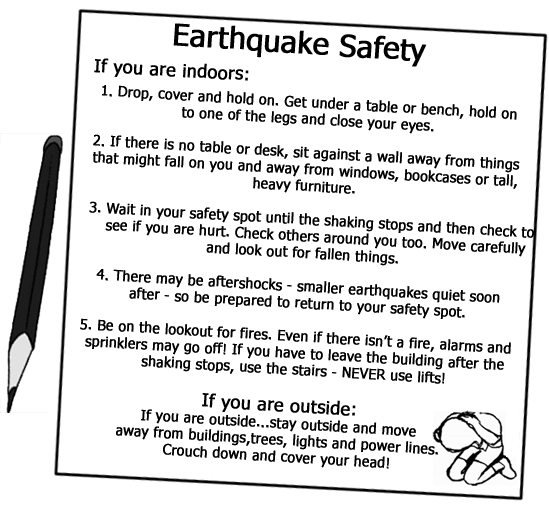 Earthquake Safety
If you are indoors:
1. Drop, cover and hold on. Get under a table or bench, hold on
to one of the legs and close your eyes.
2. If there is no table or desk, sit against a wall away from things
that might fall on you and away from windows, bookcases or tall,
heavy furniture.
3. Wait in your safety spot until the shaking stops and then check to
see if you are hurt. Check others around you too. Move carefully
and look out for fallen things.
4. There may be aftershocks - smaller earthquakes quiet soon
after - so be prepared to return to your safety spot.
5. Be on the lookout for fires. Even if there isn't a fire, alarms and
sprinklers may go off! If you have to leave the building after the
shaking stops, use the stairs - NEVER use lifts!
If you are outside:
If you are outside...stay outside and move
away from buildings,trees, lights and power lines.
Crouch down and cover your head!